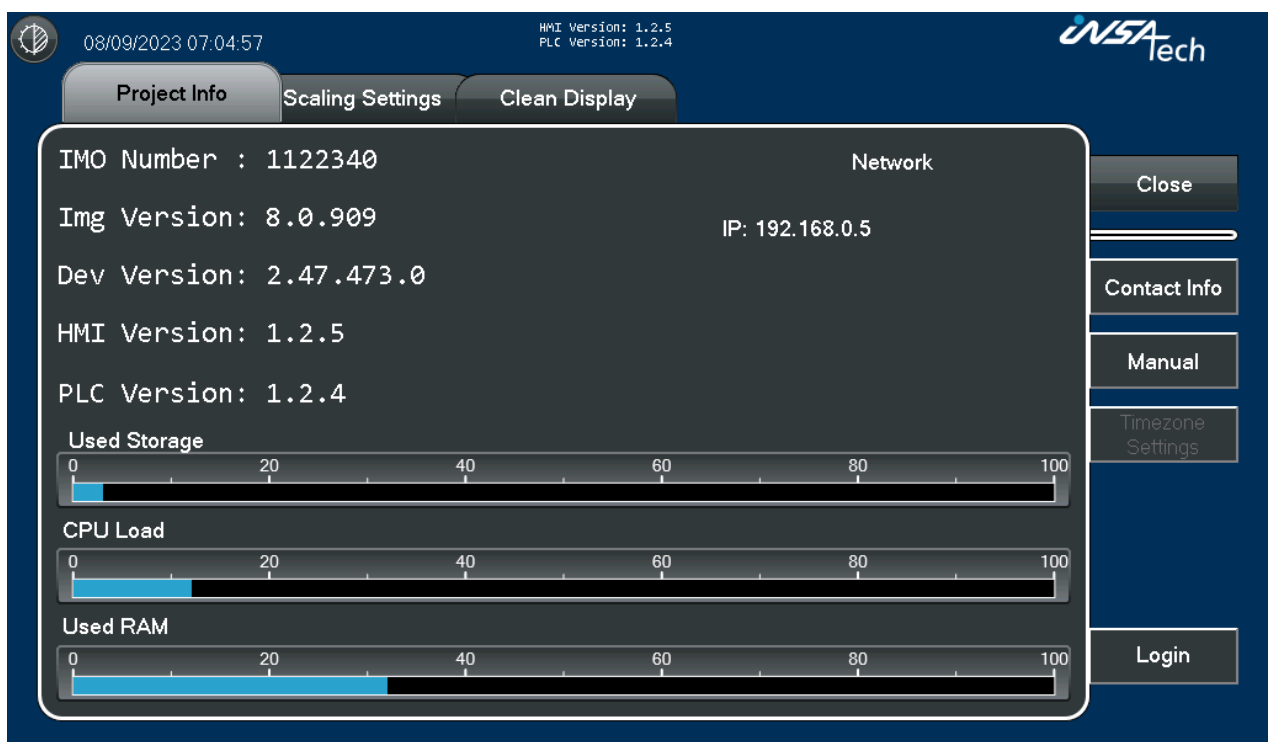 08/09/2023 07:04:57
HMI Version: 1.2.5
PLC Version: 1.2.4
iNSATech
Project Info
Scaling Settings
Clean Display
IMO Number : 1122340
Img Version: 8.0.909
Dev Version: 2.47.473.0
HMI Version: 1.2.5
PLC Version: 1.2.4
Network
IP: 192.168.0.5
Used Storage
0 20 40 60 80 100
CPU Load
0 20 40 60 80 100
Used RAM
0 20 40 60 80 100
Close
Contact Info
Manual
Timezone
Settings
Login